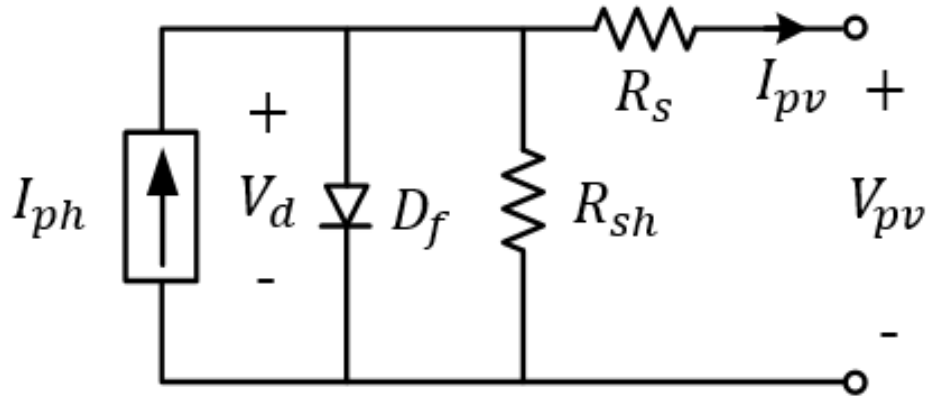 R_s
I_pv
+
+
I_ph
V_d
D_f
R_sh
V_pv
-
-